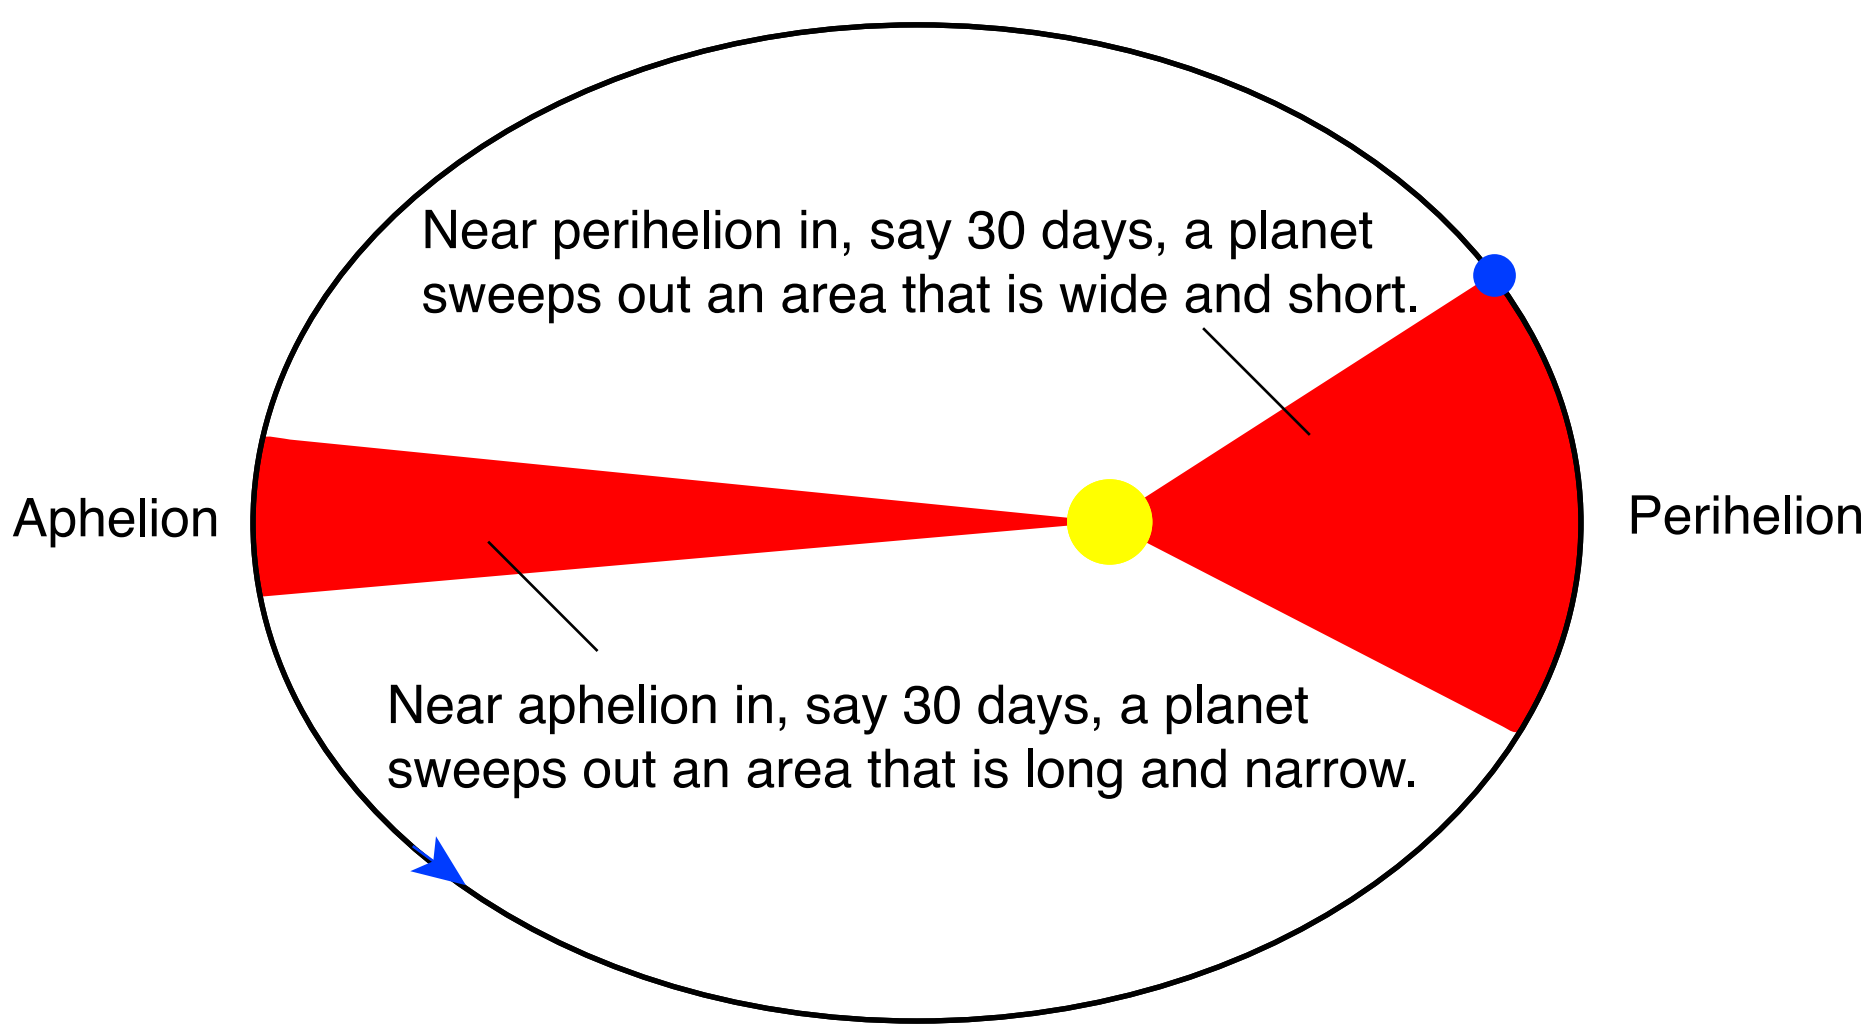 Near perihelion in, say 30 days, a planet
sweeps out an area that is wide and short.
Aphelion
Perihelion
Near aphelion in, say 30 days, a planet
sweeps out an area that is long and narrow.